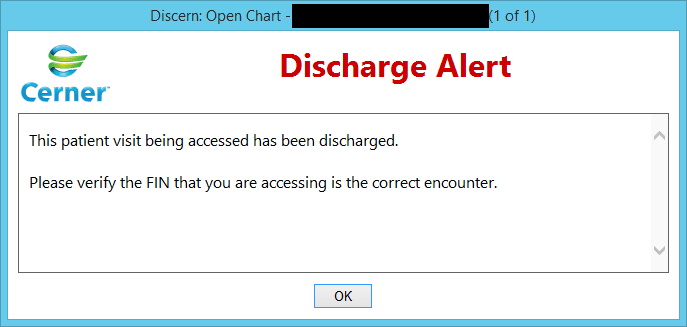 Discern: Open Chart - (1 of 1)
Cerner™
Discharge Alert
This patient visit being accessed has been discharged.
Please verify the FIN that you are accessing is the correct encounter.
OK